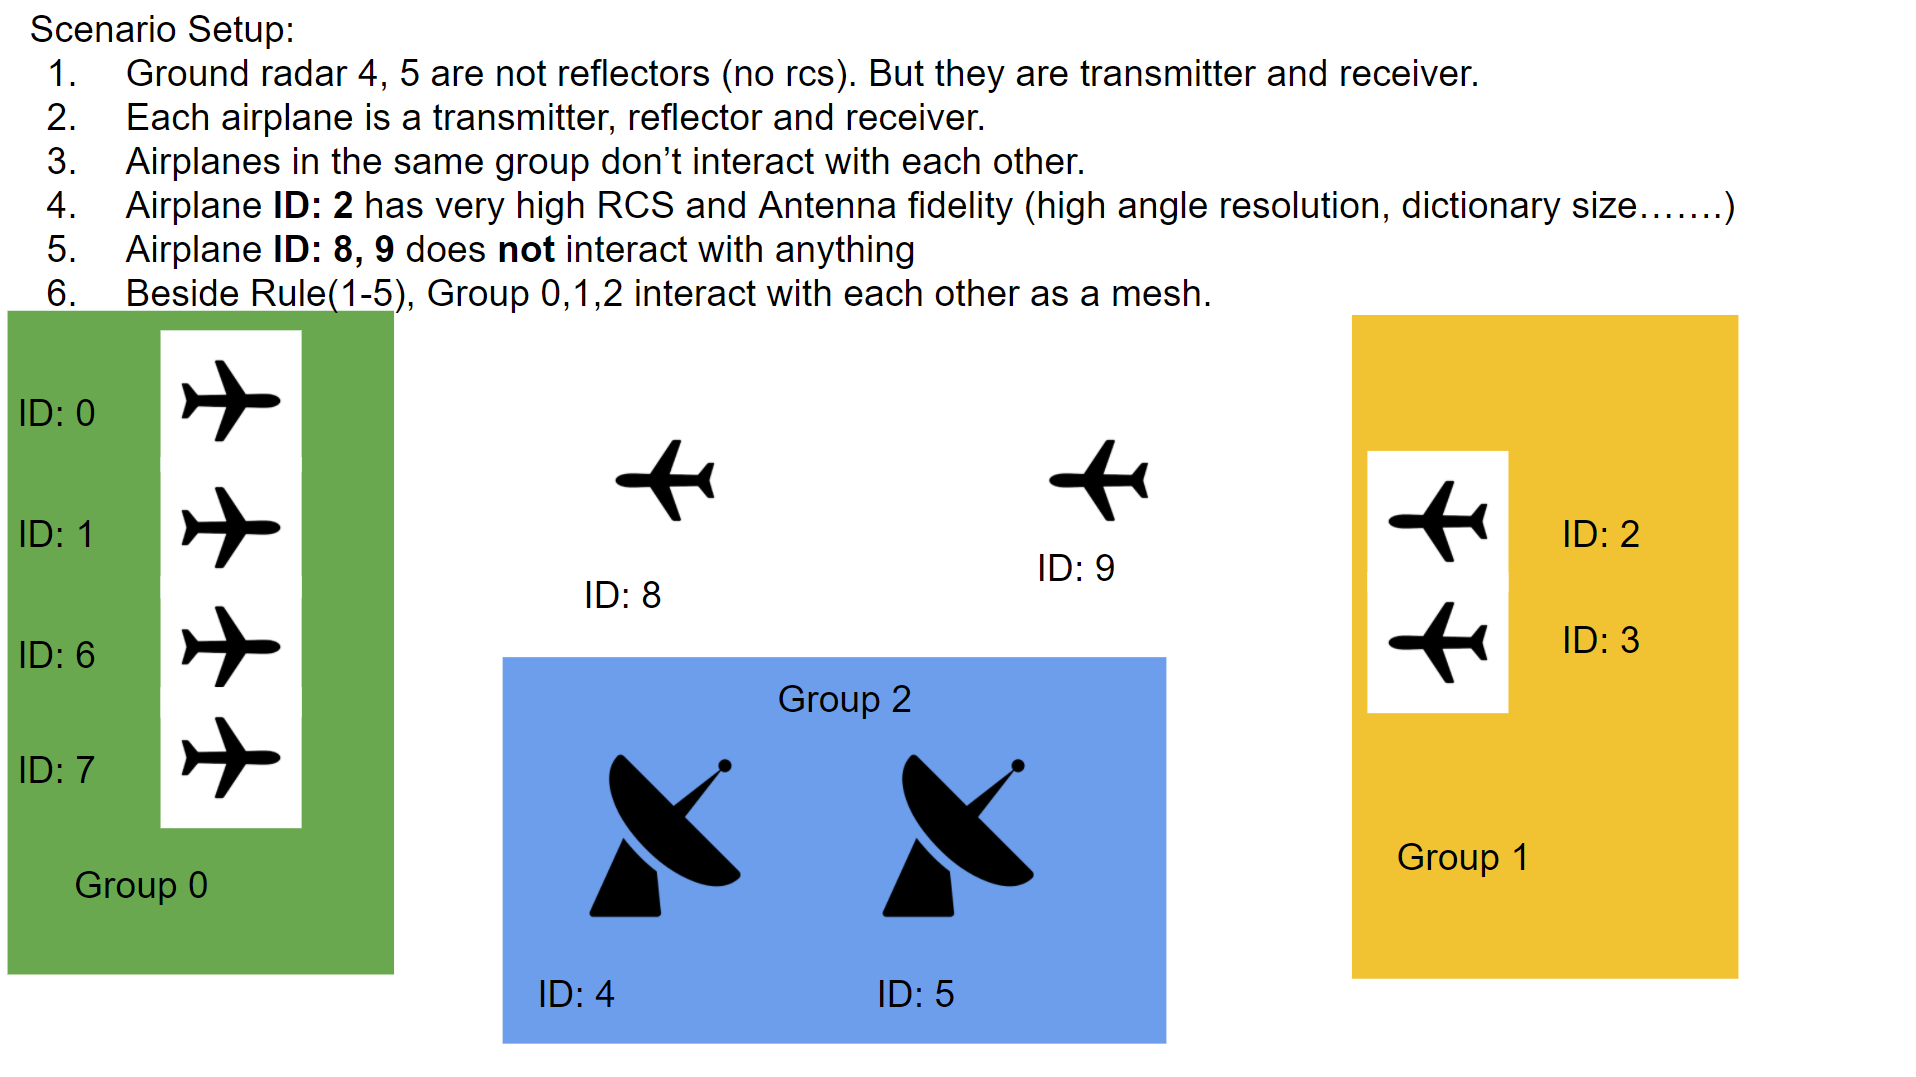 Scenario Setup:
1. Ground radar 4, 5 are not reflectors (no rcs). But they are transmitter and receiver.
2. Each airplane is a transmitter, reflector and receiver.
3. Airplanes in the same group don’t interact with each other.
4. Airplane ID: 2 has very high RCS and Antenna fidelity (high angle resolution, dictionary size…….)
5. Airplane ID: 8, 9 does not interact with anything
6. Beside Rule(1-5), Group 0,1,2 interact with each other as a mesh.
ID: 0
ID: 1
ID: 6
ID: 7
Group 0
ID: 8
ID: 9
Group 2
ID: 4
ID: 5
ID: 2
ID: 3
Group 1